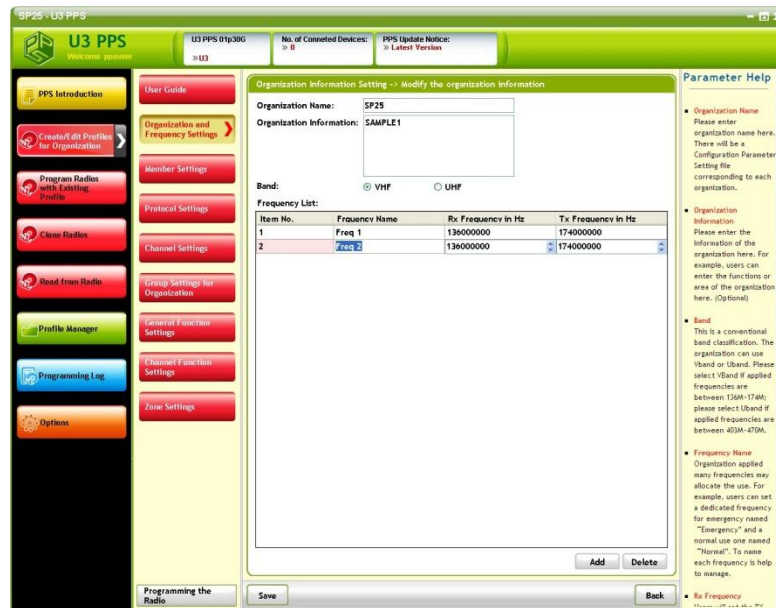 SP25 - U3 PPS
U3 PPS
Welcome ppsuser
U3 PPS 01p30G
>> U3
No. of Conneted Devices:
>> 0
PPS Update Notice:
>> Latest Version
PPS Introduction
Create/Edit Profiles
for Organization
Program Radios
with Existing
Profile
Clone Radios
Read from Radio
Profile Manager
Programming Log
Options
User Guide
Organization and
Frequency Settings
Member Settings
Protocol Settings
Channel Settings
Group Settings for
Organization
General Function
Settings
Channel Function
Settings
Zone Settings
Programming the
Radio
Organization Information Setting -> Modify the organization information
Organization Name: SP25
Organization Information: SAMPLE1
Band: VHF UHF
Frequency List:
Item No. Frquency Name Rx Frequency in Hz Tx Frequency in Hz
1 Freq 1 136000000 174000000
2 Freq 2 136000000 174000000
Add Delete
Save Back
Parameter Help
Organization Name
Please enter
organization name here.
There will be a
Configuration Parameter
Setting file
corresponding to each
organization.
Organization
Information
Please enter the
Information of the
organization here. For
example, users can
enter the functions or
area of the organization
here. (Optional)
Band
This is a conventional
band classification. The
organization can use
Vband or Uband. Please
select VBand if applied
frequencies are
between 136M~174M;
please select Uband if
applied frequencies are
between 403M~470M.
Frequency Name
Organization applied
many frequencies may
allocate the use. For
example, users can set
a dedicated frequency
for emergency named
"Emergency" and a
normal use one named
"Normal". To name
each frequency is help
to manage.
Rx Frequency